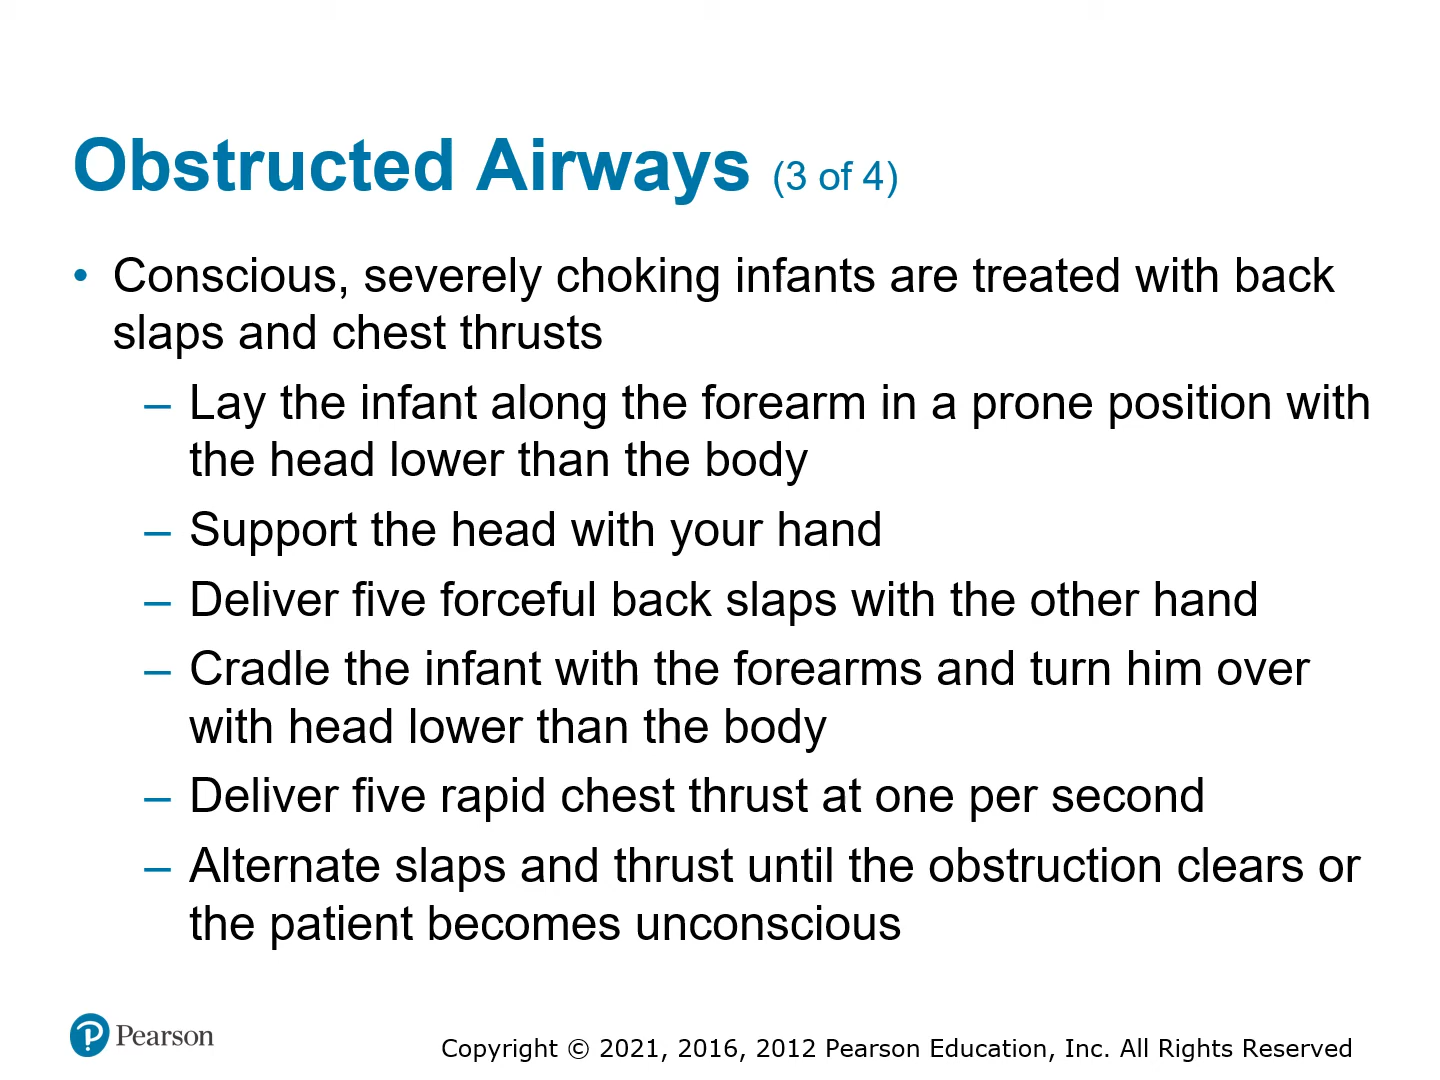 Obstructed Airways (3 of 4)
• Conscious, severely choking infants are treated with back
slaps and chest thrusts
– Lay the infant along the forearm in a prone position with
the head lower than the body
– Support the head with your hand
– Deliver five forceful back slaps with the other hand
– Cradle the infant with the forearms and turn him over
with head lower than the body
– Deliver five rapid chest thrust at one per second
– Alternate slaps and thrust until the obstruction clears or
the patient becomes unconscious
Pearson
Copyright © 2021, 2016, 2012 Pearson Education, Inc. All Rights Reserved